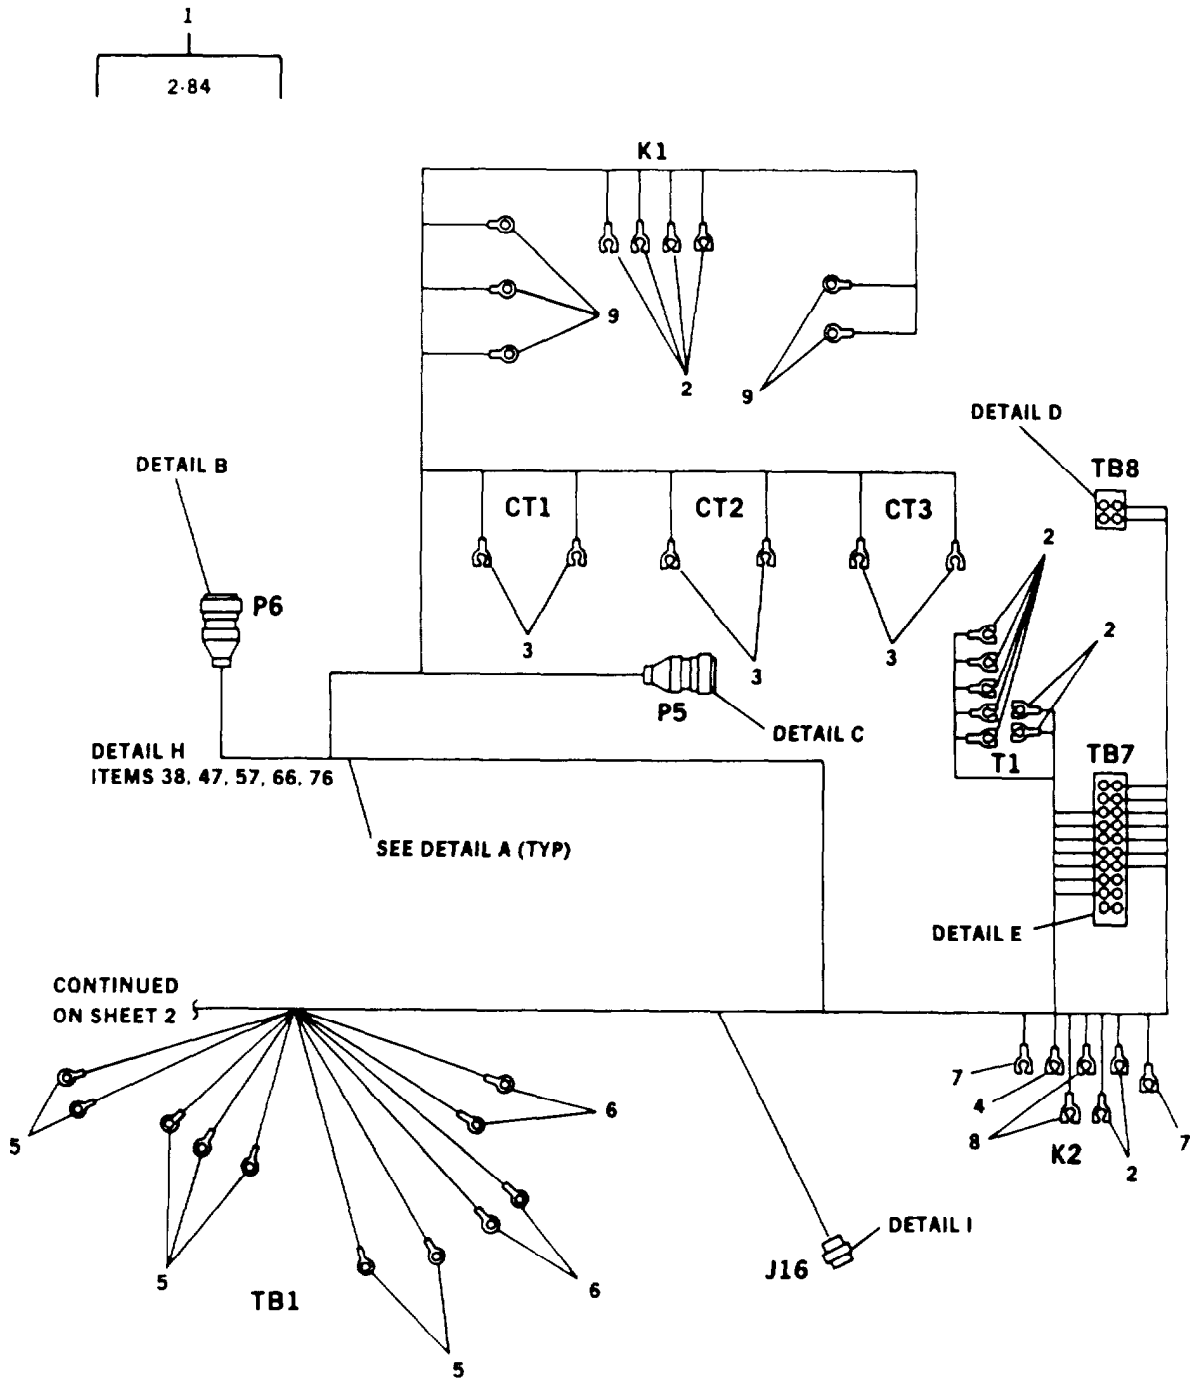 1
2-84
K1
9
2
9
DETAIL D
DETAIL B
TB8
CT1
CT2
CT3
2
P6
2
3
3
3
P5
DETAIL C
T1
TB7
DETAIL H
ITEMS 38, 47, 57, 66, 76
SEE DETAIL A (TYP)
DETAIL E
CONTINUED
ON SHEET 2
7
4
6
5
8
K2
2
7
DETAIL I
J16
5
6
TB1
5